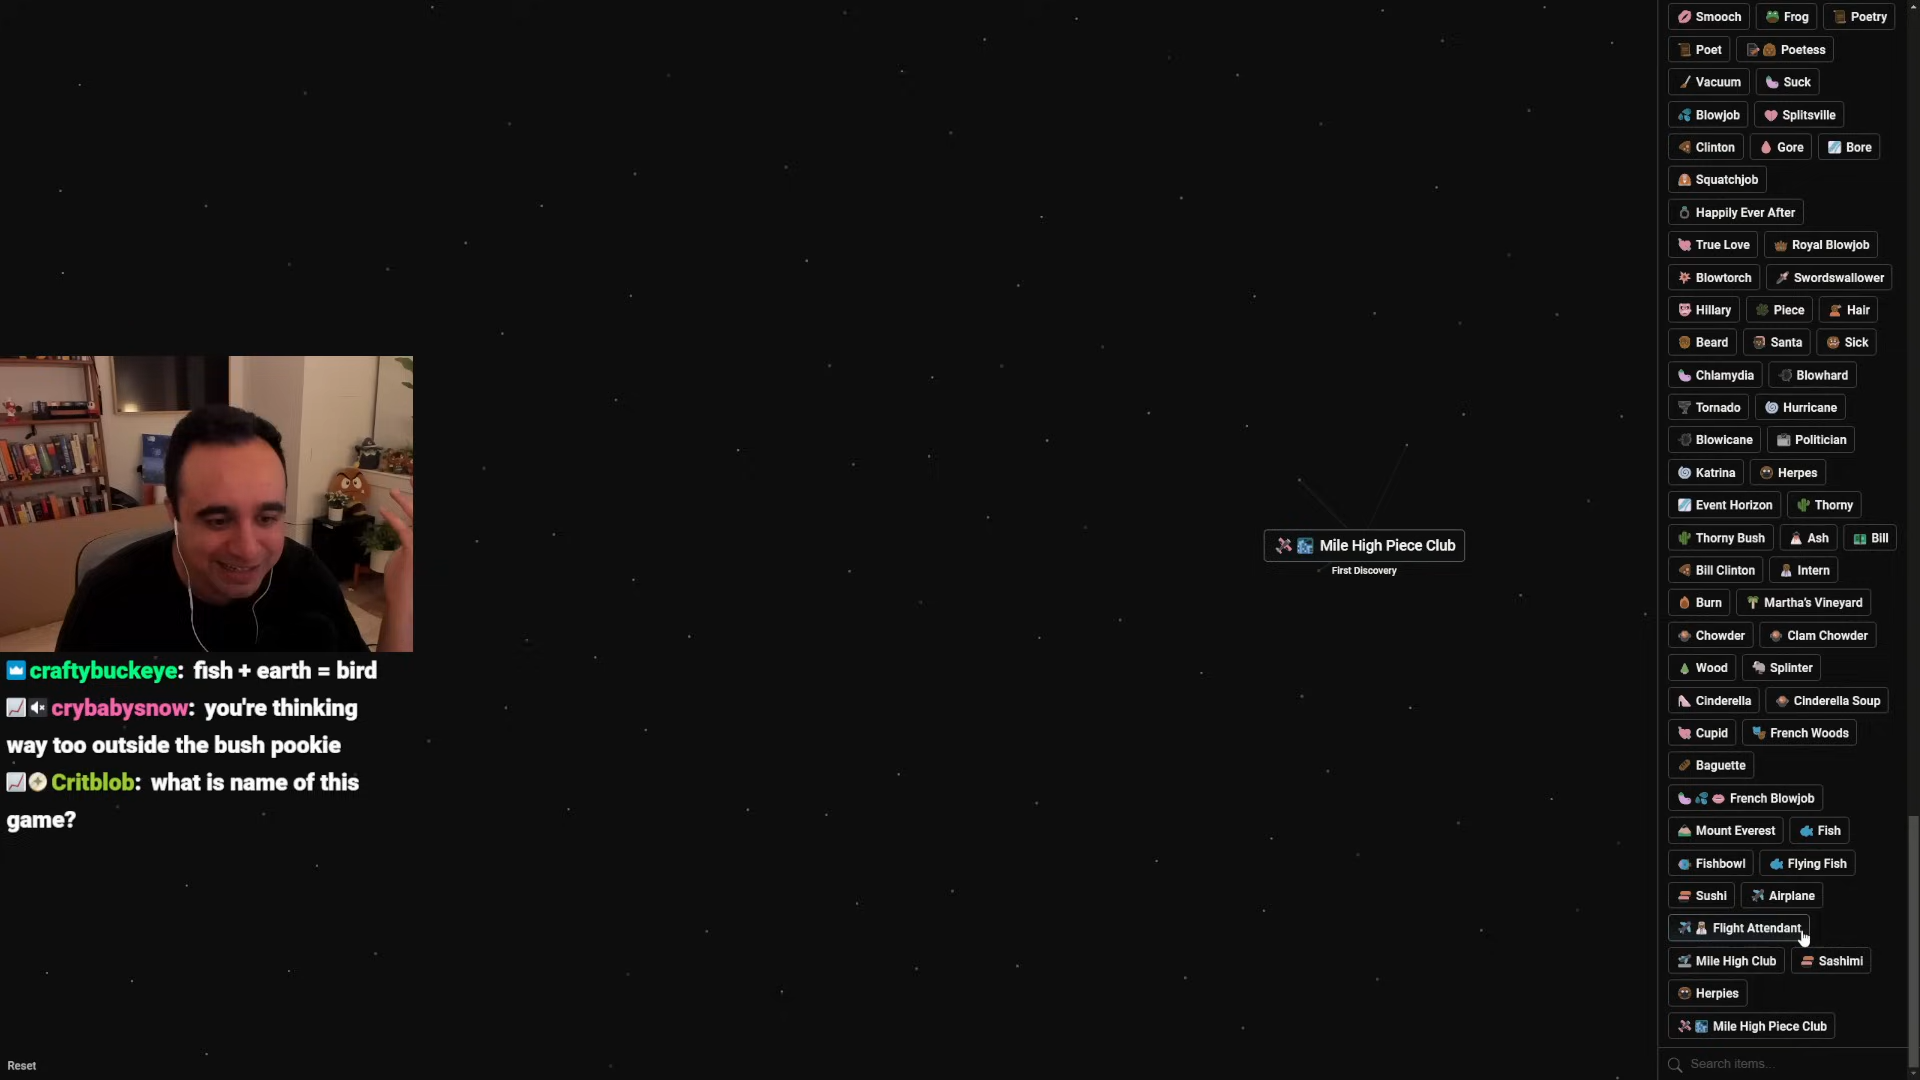 Smooch Frog Poetry
Poet Poetess
Vacuum Suck
Blowjob Splitsville
Clinton Gore Bore
Squatchjob
Happily Ever After
True Love Royal Blowjob
Blowtorch Swordswallower
Hillary Piece Hair
Beard Santa Sick
Chlamydia Blowhard
Tornado Hurricane
Blowicane Politician
Katrina Herpes
Event Horizon Thorny
Thorny Bush Ash Bill
Bill Clinton Intern
Burn Martha's Vineyard
Chowder Clam Chowder
Wood Splinter
Cinderella Cinderella Soup
Cupid French Woods
Baguette
French Blowjob
Mount Everest Fish
Fishbowl Flying Fish
Sushi Airplane
Flight Attendant
Mile High Club Sashimi
Herpies
Mile High Piece Club
Search items...
Mile High Piece Club
First Discovery
craftybuckeye: fish + earth = bird
crybabysnow: you're thinking
way too outside the bush pookie
Critblob: what is name of this
game?
Reset